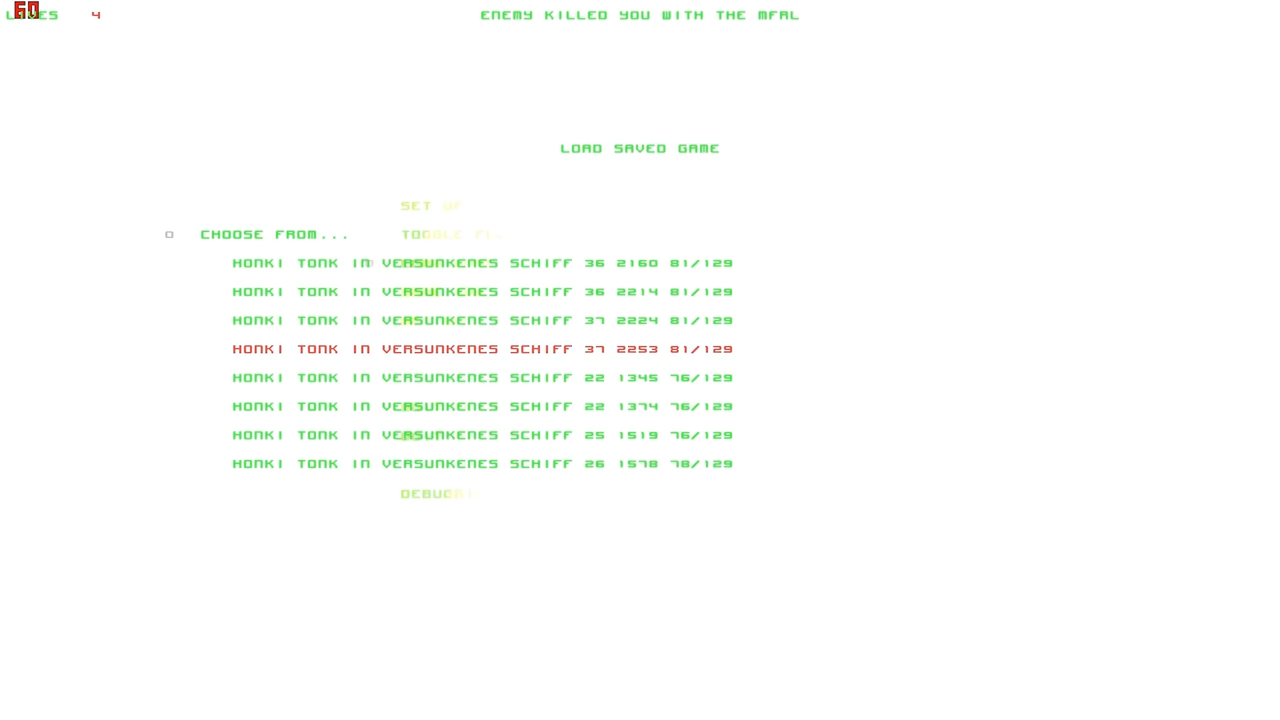 60
LIVES 4
ENEMY KILLED YOU WITH THE MFAL
LOAD SAVED GAME
SET UP
CHOOSE FROM...
HONKI TONK IN VERSUNKENES SCHIFF 36 2160 81/129
HONKI TONK IN VERSUNKENES SCHIFF 36 2214 81/129
HONKI TONK IN VERSUNKENES SCHIFF 37 2224 81/129
HONKI TONK IN VERSUNKENES SCHIFF 37 2253 81/129
HONKI TONK IN VERSUNKENES SCHIFF 22 1345 76/129
HONKI TONK IN VERSUNKENES SCHIFF 22 1374 76/129
HONKI TONK IN VERSUNKENES SCHIFF 25 1519 76/129
HONKI TONK IN VERSUNKENES SCHIFF 26 1578 78/129